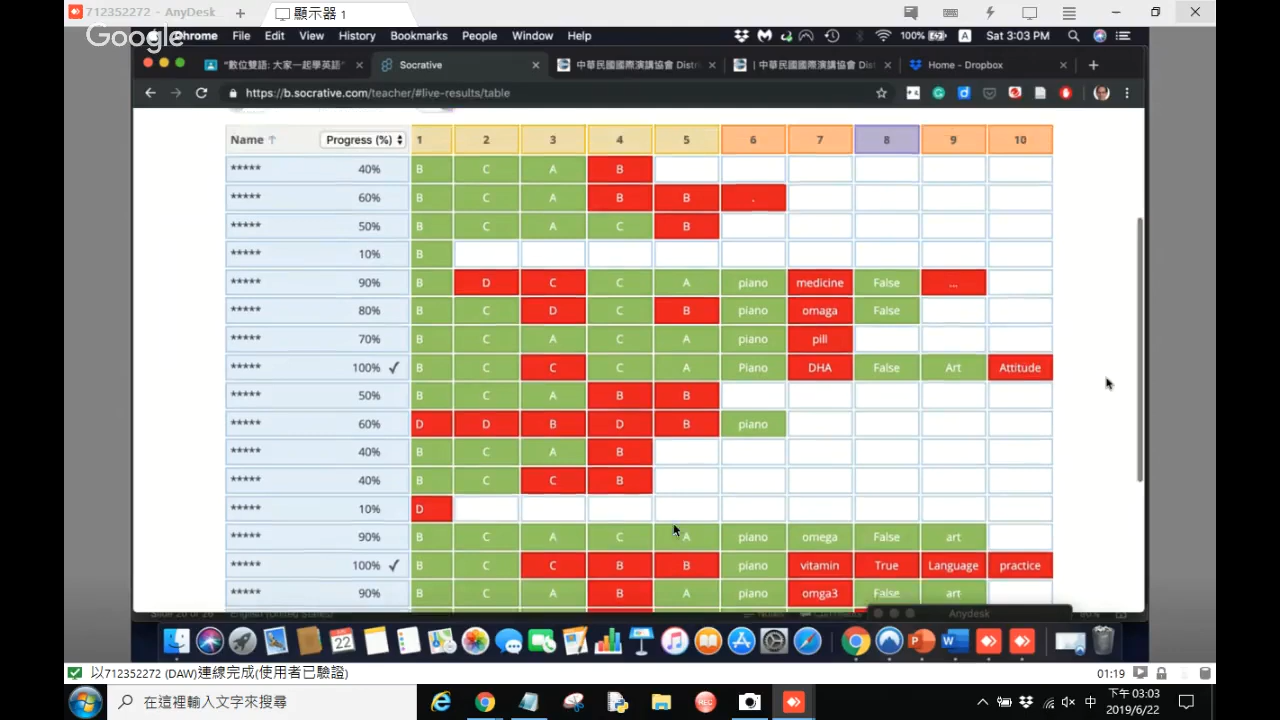 712352272 — AnyDesk
顯示器 1
Google
Chrome File Edit View History Bookmarks People Window Help 100% A Sat 3:03 PM
"數位雙語: 大家一起學英語"
Socrative
中華民國國際演講協會 Distri
| 中華民國國際演講協會 Dist
Home - Dropbox
https://b.socrative.com/teacher/#live-results/table
Name Progress (%) 1 2 3 4 5 6 7 8 9 10
***** 40% B C A B
***** 60% B C A B B .
***** 50% B C A C B
***** 10% B
***** 90% B D C C A piano medicine False ...
***** 80% B C D C B piano omaga False
***** 70% B C A C A piano pill
***** 100% ✓ B C C C A Piano DHA False Art Attitude
***** 50% B C A B B
***** 60% D D B D B piano
***** 40% B C A B
***** 40% B C C B
***** 10% D
***** 90% B C A C A piano omega False art
***** 100% ✓ B C C B B piano vitamin True Language practice
***** 90% B C A B A piano omga3 False art
English (United States)
Anydesk
22
以712352272 (DAW)連線完成(使用者已驗證)
01:19
在這裡輸入文字來搜尋
REC
中
下午 03:03
2019/6/22